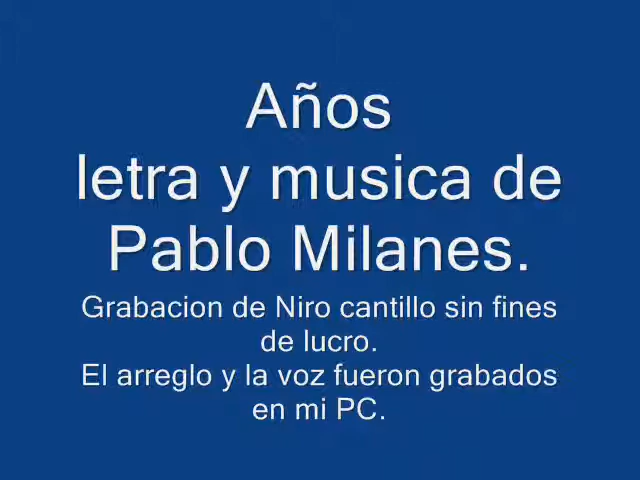 Años
letra y musica de
Pablo Milanes.
Grabacion de Niro cantillo sin fines
de lucro.
El arreglo y la voz fueron grabados
en mi PC.